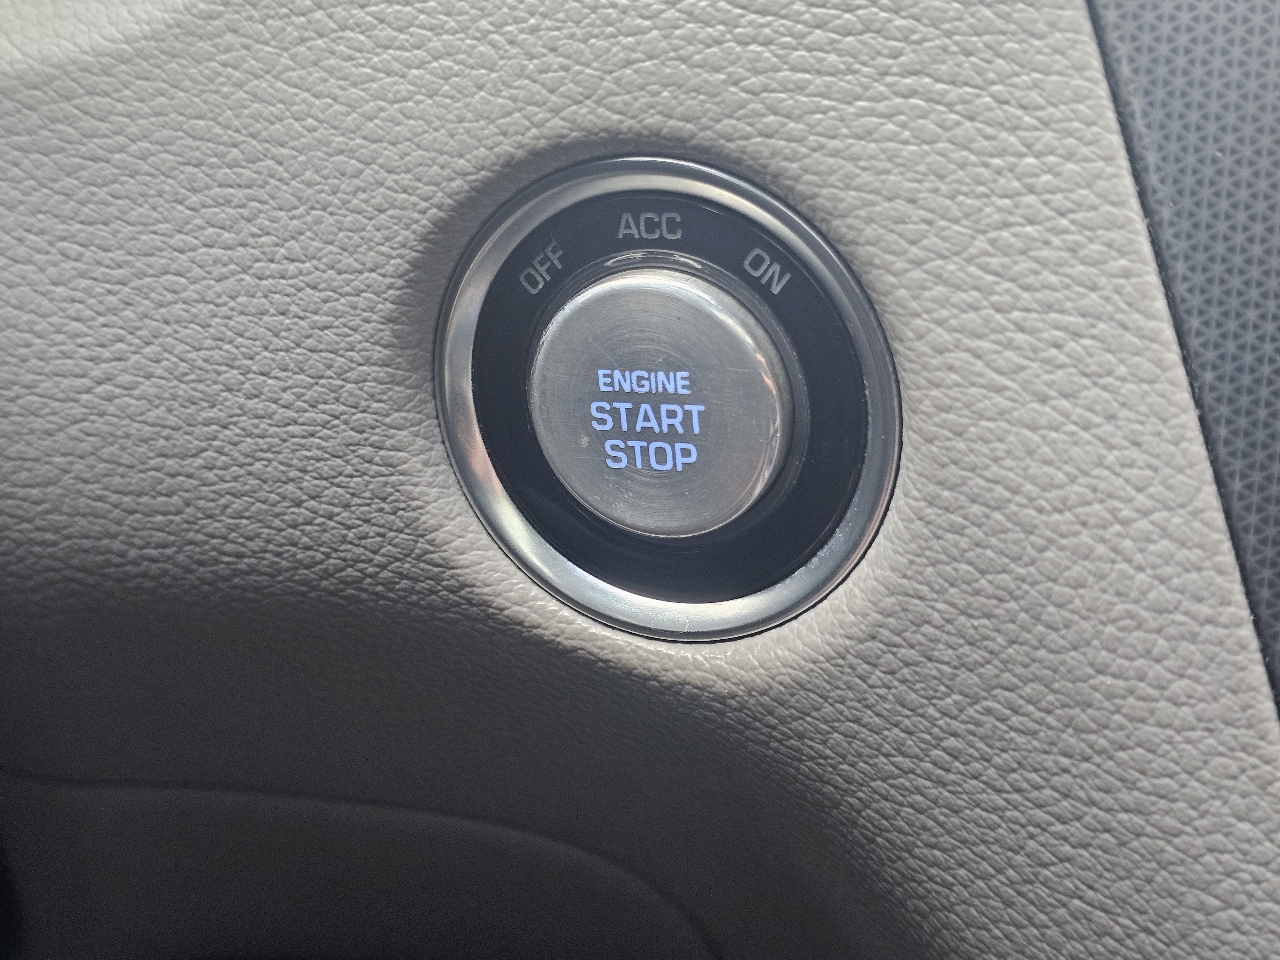 OFF ACC ON
ENGINE
START
STOP